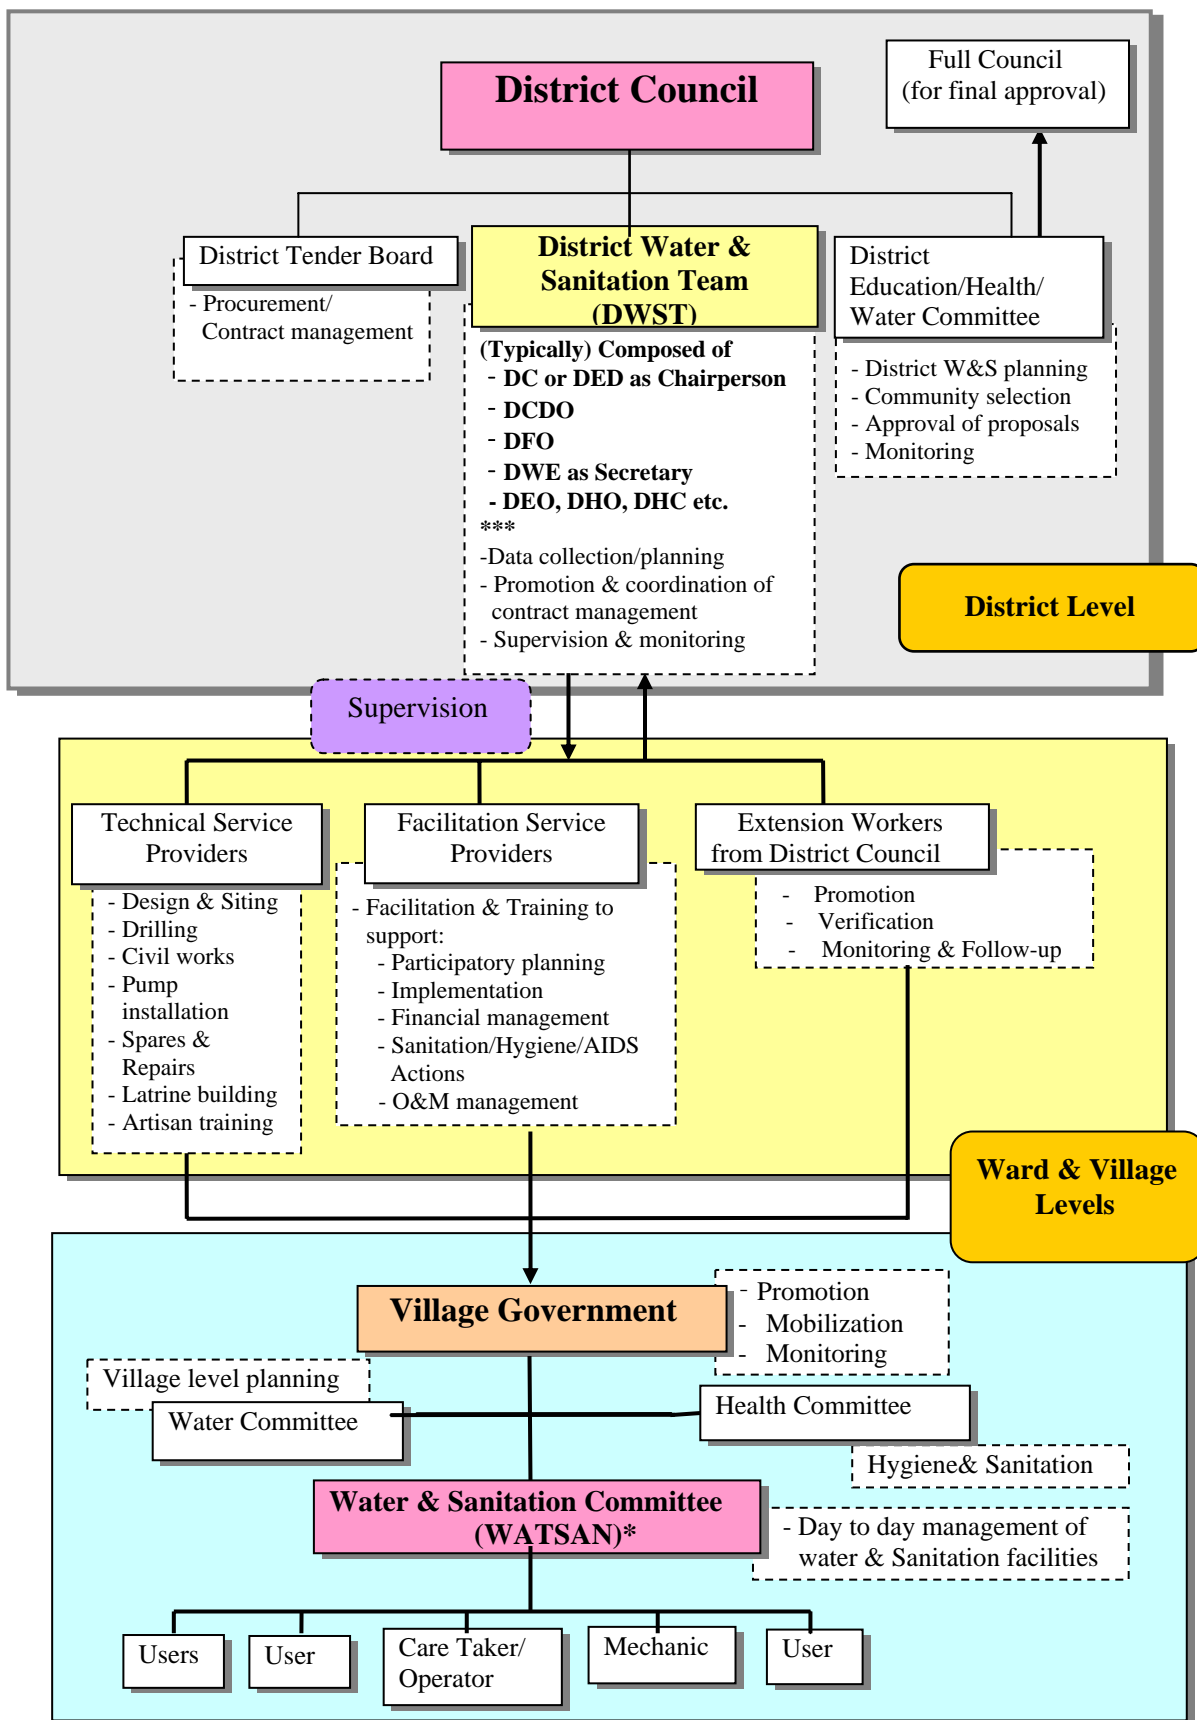 District Council
Full Council
(for final approval)
District Tender Board
- Procurement/
Contract management
District Water &
Sanitation Team
(DWST)
(Typically) Composed of
- DC or DED as Chairperson
- DCDO
- DFO
- DWE as Secretary
- DEO, DHO, DHC etc.
***
-Data collection/planning
- Promotion & coordination of
contract management
- Supervision & monitoring
District
Education/Health/
Water Committee
- District W&S planning
- Community selection
- Approval of proposals
- Monitoring
District Level
Supervision
Technical Service
Providers
- Design & Siting
- Drilling
- Civil works
- Pump
installation
- Spares &
Repairs
- Latrine building
- Artisan training
Facilitation Service
Providers
- Facilitation & Training to
support:
- Participatory planning
- Implementation
- Financial management
- Sanitation/Hygiene/AIDS
Actions
- O&M management
Extension Workers
from District Council
- Promotion
- Verification
- Monitoring & Follow-up
Ward & Village
Levels
Village Government
- Promotion
- Mobilization
- Monitoring
Village level planning
Water Committee
Health Committee
Hygiene& Sanitation
Water & Sanitation Committee
(WATSAN)*
- Day to day management of
water & Sanitation facilities
Users
User
Care Taker/
Operator
Mechanic
User